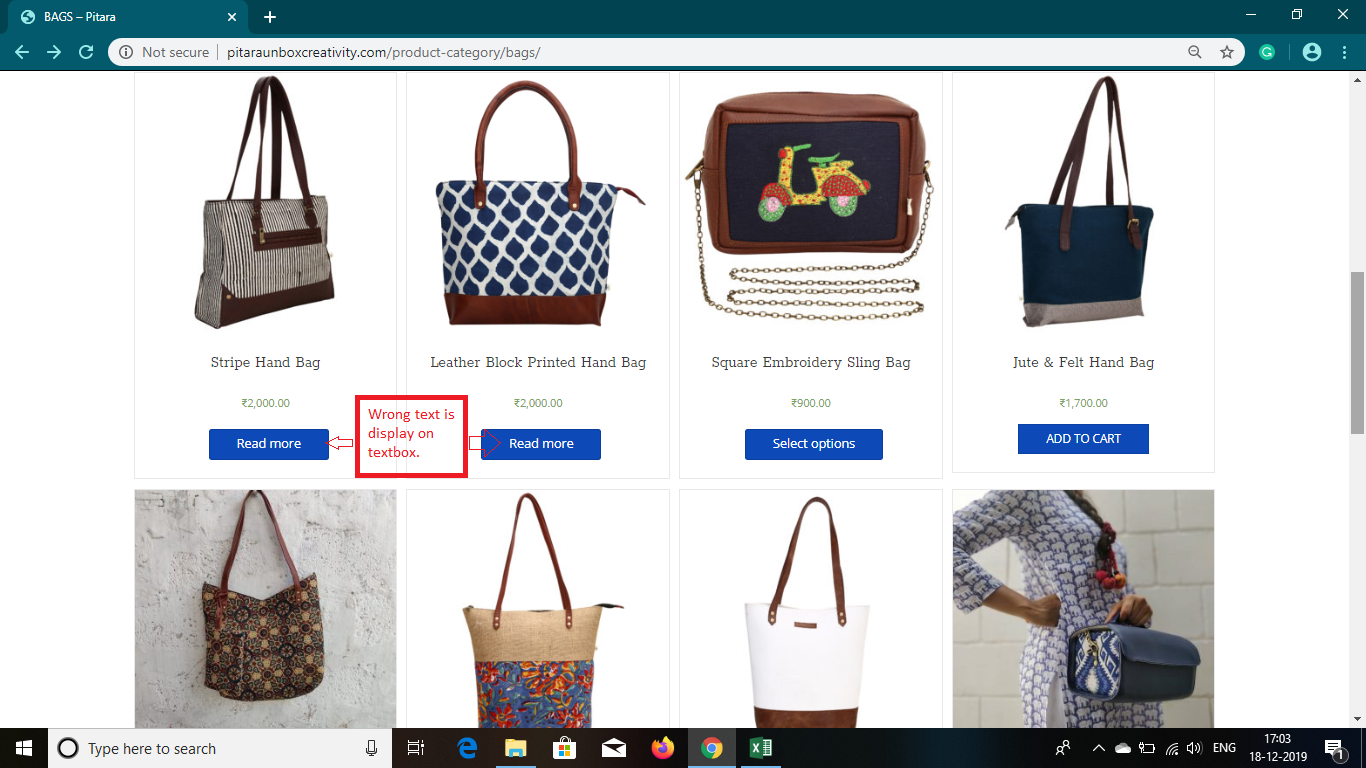 BAGS – Pitara
Not secure pitaraunboxcreativity.com/product-category/bags/
Stripe Hand Bag
Leather Block Printed Hand Bag
Square Embroidery Sling Bag
Jute & Felt Hand Bag
₹2,000.00
₹2,000.00
₹900.00
₹1,700.00
Wrong text is
display on
textbox.
Read more
Read more
Select options
ADD TO CART
Type here to search
ENG
17:03
18-12-2019
1